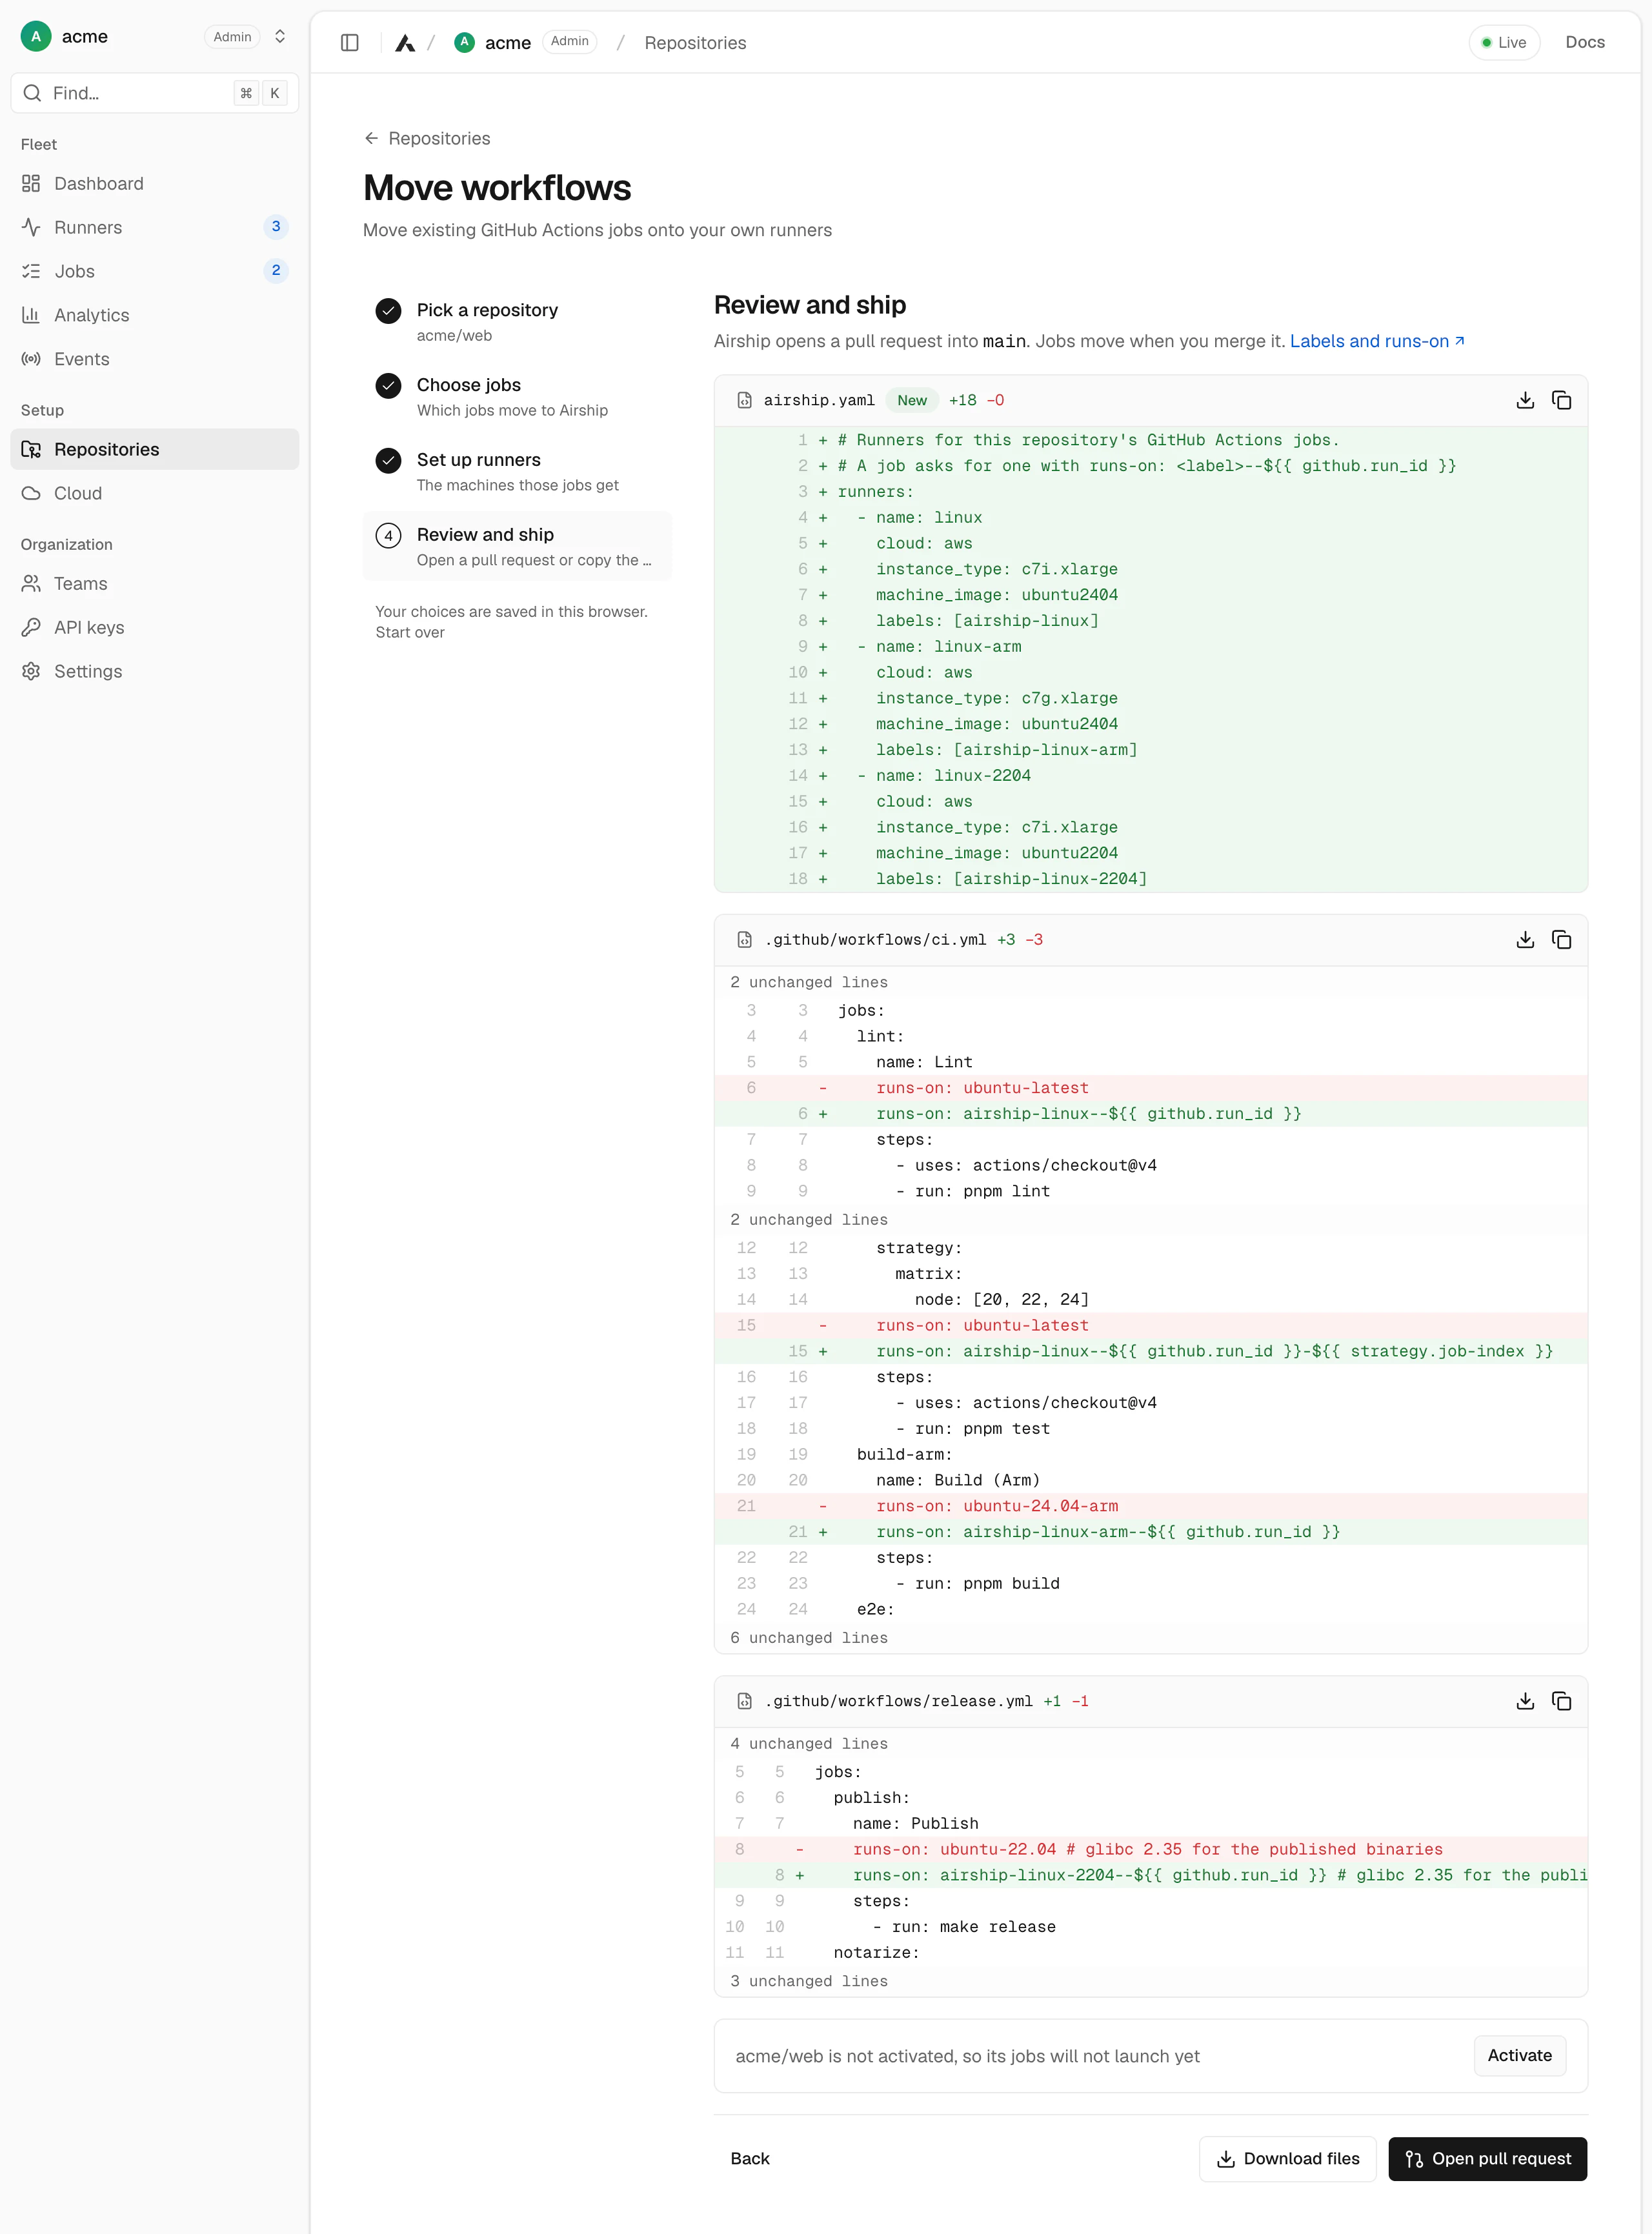 A acme Admin
Find... ⌘ K
Fleet
Dashboard
Runners 3
Jobs 2
Analytics
Events
Setup
Repositories
Cloud
Organization
Teams
API keys
Settings
/ A acme Admin / Repositories
Live Docs
← Repositories
Move workflows
Move existing GitHub Actions jobs onto your own runners
Pick a repository
acme/web
Choose jobs
Which jobs move to Airship
Set up runners
The machines those jobs get
4 Review and ship
Open a pull request or copy the ...
Your choices are saved in this browser.
Start over
Review and ship
Airship opens a pull request into main. Jobs move when you merge it. Labels and runs-on ↗
airship.yaml New +18 −0
1 + # Runners for this repository's GitHub Actions jobs.
2 + # A job asks for one with runs-on: <label>--${{ github.run_id }}
3 + runners:
4 +   - name: linux
5 +     cloud: aws
6 +     instance_type: c7i.xlarge
7 +     machine_image: ubuntu2404
8 +     labels: [airship-linux]
9 +   - name: linux-arm
10 +     cloud: aws
11 +     instance_type: c7g.xlarge
12 +     machine_image: ubuntu2404
13 +     labels: [airship-linux-arm]
14 +   - name: linux-2204
15 +     cloud: aws
16 +     instance_type: c7i.xlarge
17 +     machine_image: ubuntu2204
18 +     labels: [airship-linux-2204]
.github/workflows/ci.yml +3 −3
2 unchanged lines
3 3 jobs:
4 4   lint:
5 5     name: Lint
6 -     runs-on: ubuntu-latest
6 +     runs-on: airship-linux--${{ github.run_id }}
7 7     steps:
8 8       - uses: actions/checkout@v4
9 9       - run: pnpm lint
2 unchanged lines
12 12     strategy:
13 13       matrix:
14 14         node: [20, 22, 24]
15 -     runs-on: ubuntu-latest
15 +     runs-on: airship-linux--${{ github.run_id }}-${{ strategy.job-index }}
16 16     steps:
17 17       - uses: actions/checkout@v4
18 18       - run: pnpm test
19 19   build-arm:
20 20     name: Build (Arm)
21 -     runs-on: ubuntu-24.04-arm
21 +     runs-on: airship-linux-arm--${{ github.run_id }}
22 22     steps:
23 23       - run: pnpm build
24 24   e2e:
6 unchanged lines
.github/workflows/release.yml +1 −1
4 unchanged lines
5 5 jobs:
6 6   publish:
7 7     name: Publish
8 -     runs-on: ubuntu-22.04 # glibc 2.35 for the published binaries
8 +     runs-on: airship-linux-2204--${{ github.run_id }} # glibc 2.35 for the publi
9 9     steps:
10 10       - run: make release
11 11   notarize:
3 unchanged lines
acme/web is not activated, so its jobs will not launch yet Activate
Back Download files Open pull request